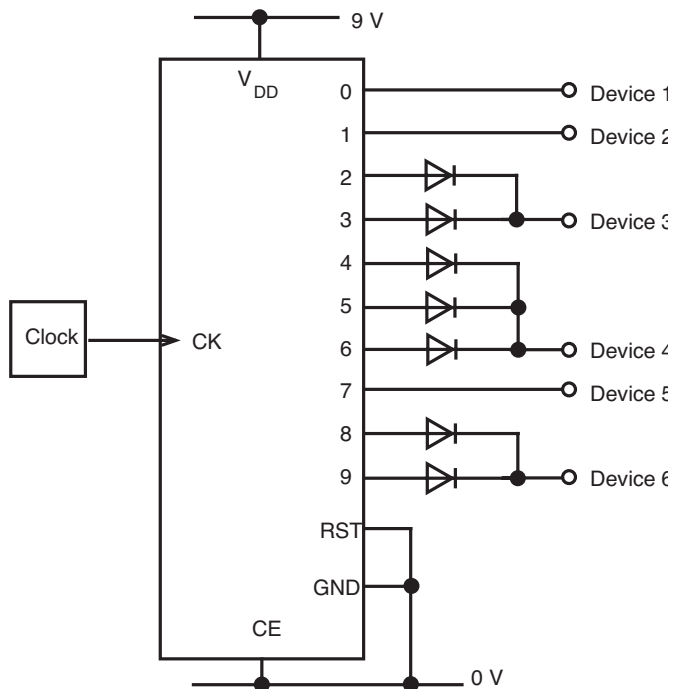 9 V
V DD
0
Device 1
1
Device 2
2
3
Device 3
4
5
Clock
CK
6
Device 4
7
Device 5
8
9
Device 6
RST
GND
CE
0 V